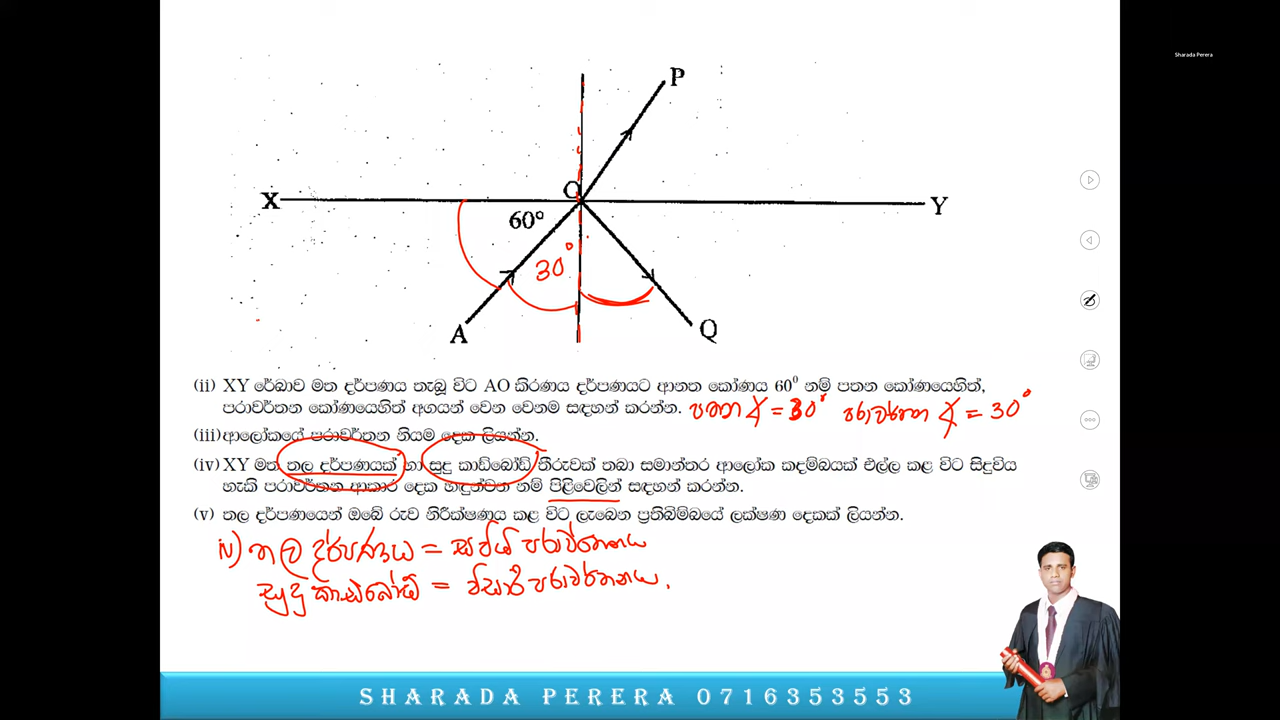 Sharada Perera
P
X
O
Y
60⁰
30°
A
Q
(ii) XY රේඛාව මත දර්පණය තැබූ විට AO කිරණය දර්පණයට ආනත කෝණය 60⁰ නම් පතන කෝණයෙහිත්,
පරාවර්තන කෝණයෙහිත් අගයන් වෙන වෙනම සඳහන් කරන්න. පතන ∡ = 30° පරාවර්තන ∡ = 30°
(iii) ආලෝකයේ පරාවර්තන නියම දෙක ලියන්න.
(iv) XY මත තල දර්පණයක් හා සුදු කාඩ්බෝඩ් තීරුවක් තබා සමාන්තර ආලෝක කදම්බයක් එල්ල කළ විට සිදුවිය
හැකි පරාවර්තන ආකාර දෙක හඳුන්වන නම් පිළිවෙලින් සඳහන් කරන්න.
(v) තල දර්පණයෙන් ඔබේ රුව නිරීක්ෂණය කළ විට ලැබෙන ප්‍රතිබිම්බයේ ලක්ෂණ දෙකක් ලියන්න.
iv) තල දර්පණය = සවිධි පරාවර්තනය
සුදු කාඩ්බෝඩ් = විසාරී පරාවර්තනය.
SHARADA PERERA 0716353553